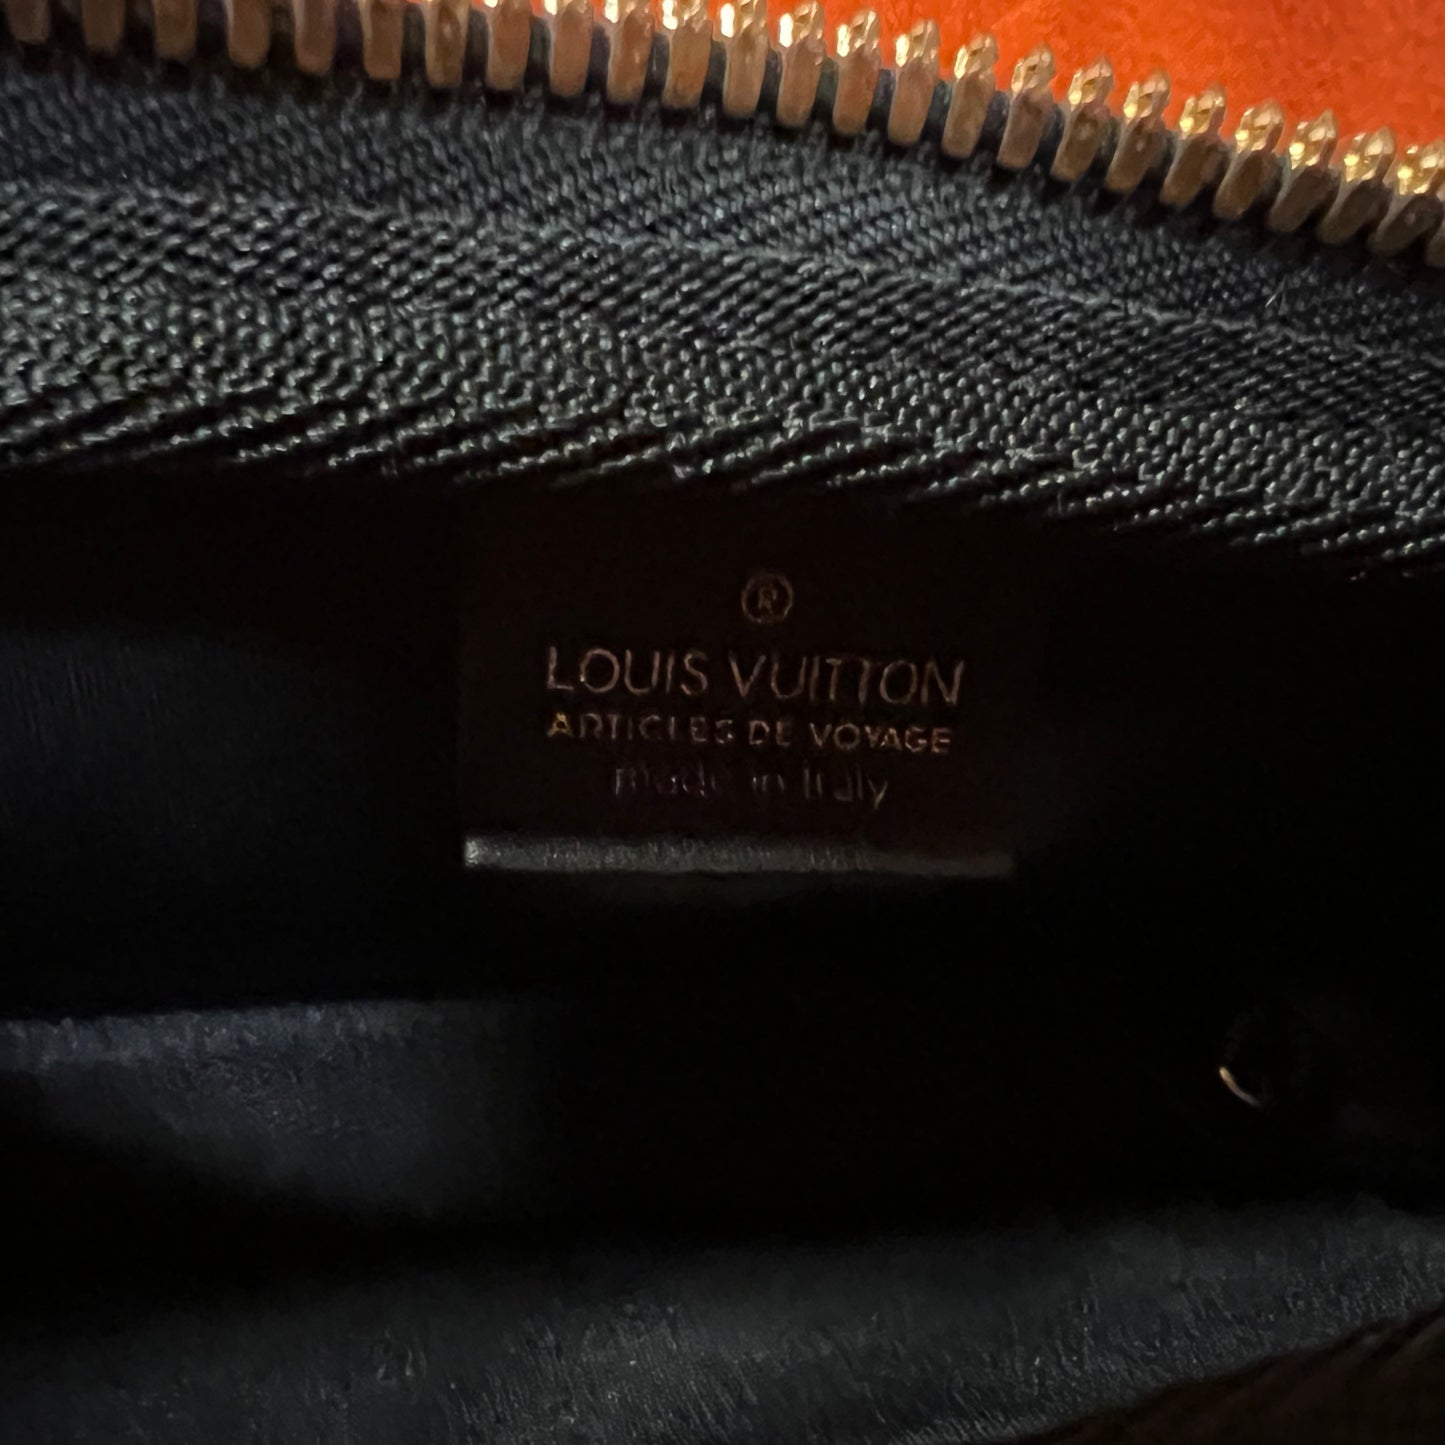 ®
LOUIS VUITTON
ARTICLES DE VOYAGE
made in Italy